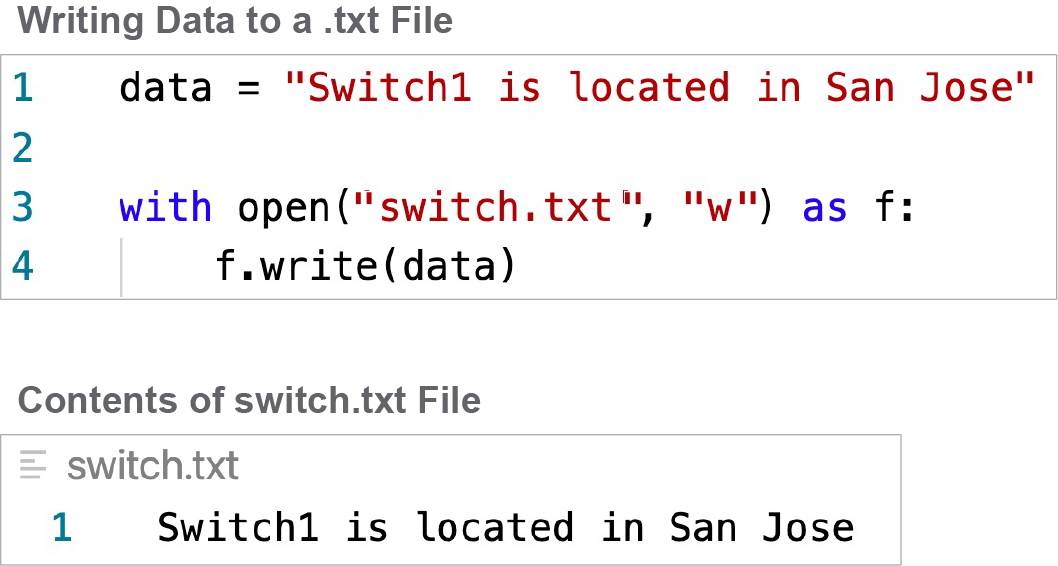 Writing Data to a .txt File
1 data = "Switch1 is located in San Jose"
2
3 with open("switch.txt", "w") as f:
4 f.write(data)
Contents of switch.txt File
switch.txt
1 Switch1 is located in San Jose